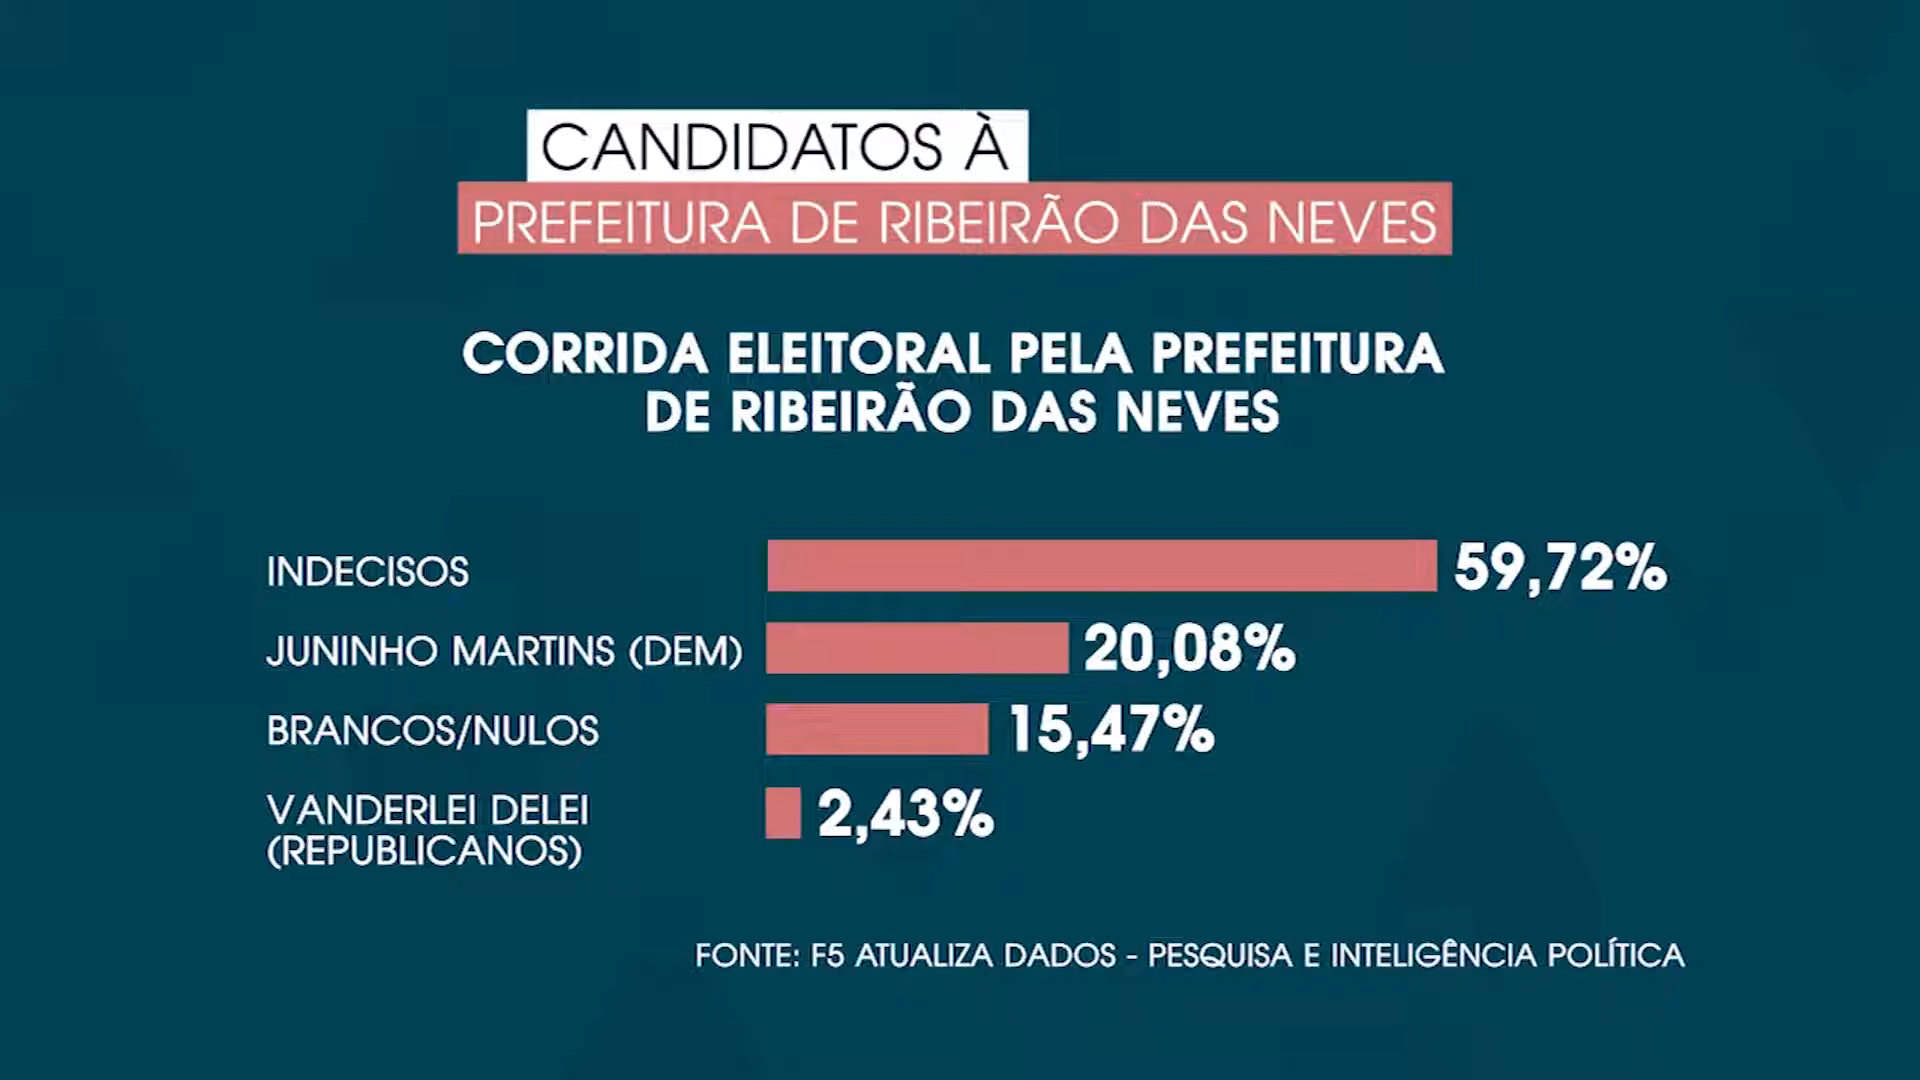 CANDIDATOS À
PREFEITURA DE RIBEIRÃO DAS NEVES
CORRIDA ELEITORAL PELA PREFEITURA
DE RIBEIRÃO DAS NEVES
INDECISOS 59,72%
JUNINHO MARTINS (DEM) 20,08%
BRANCOS/NULOS 15,47%
VANDERLEI DELEI 2,43%
(REPUBLICANOS)
FONTE: F5 ATUALIZA DADOS - PESQUISA E INTELIGÊNCIA POLÍTICA